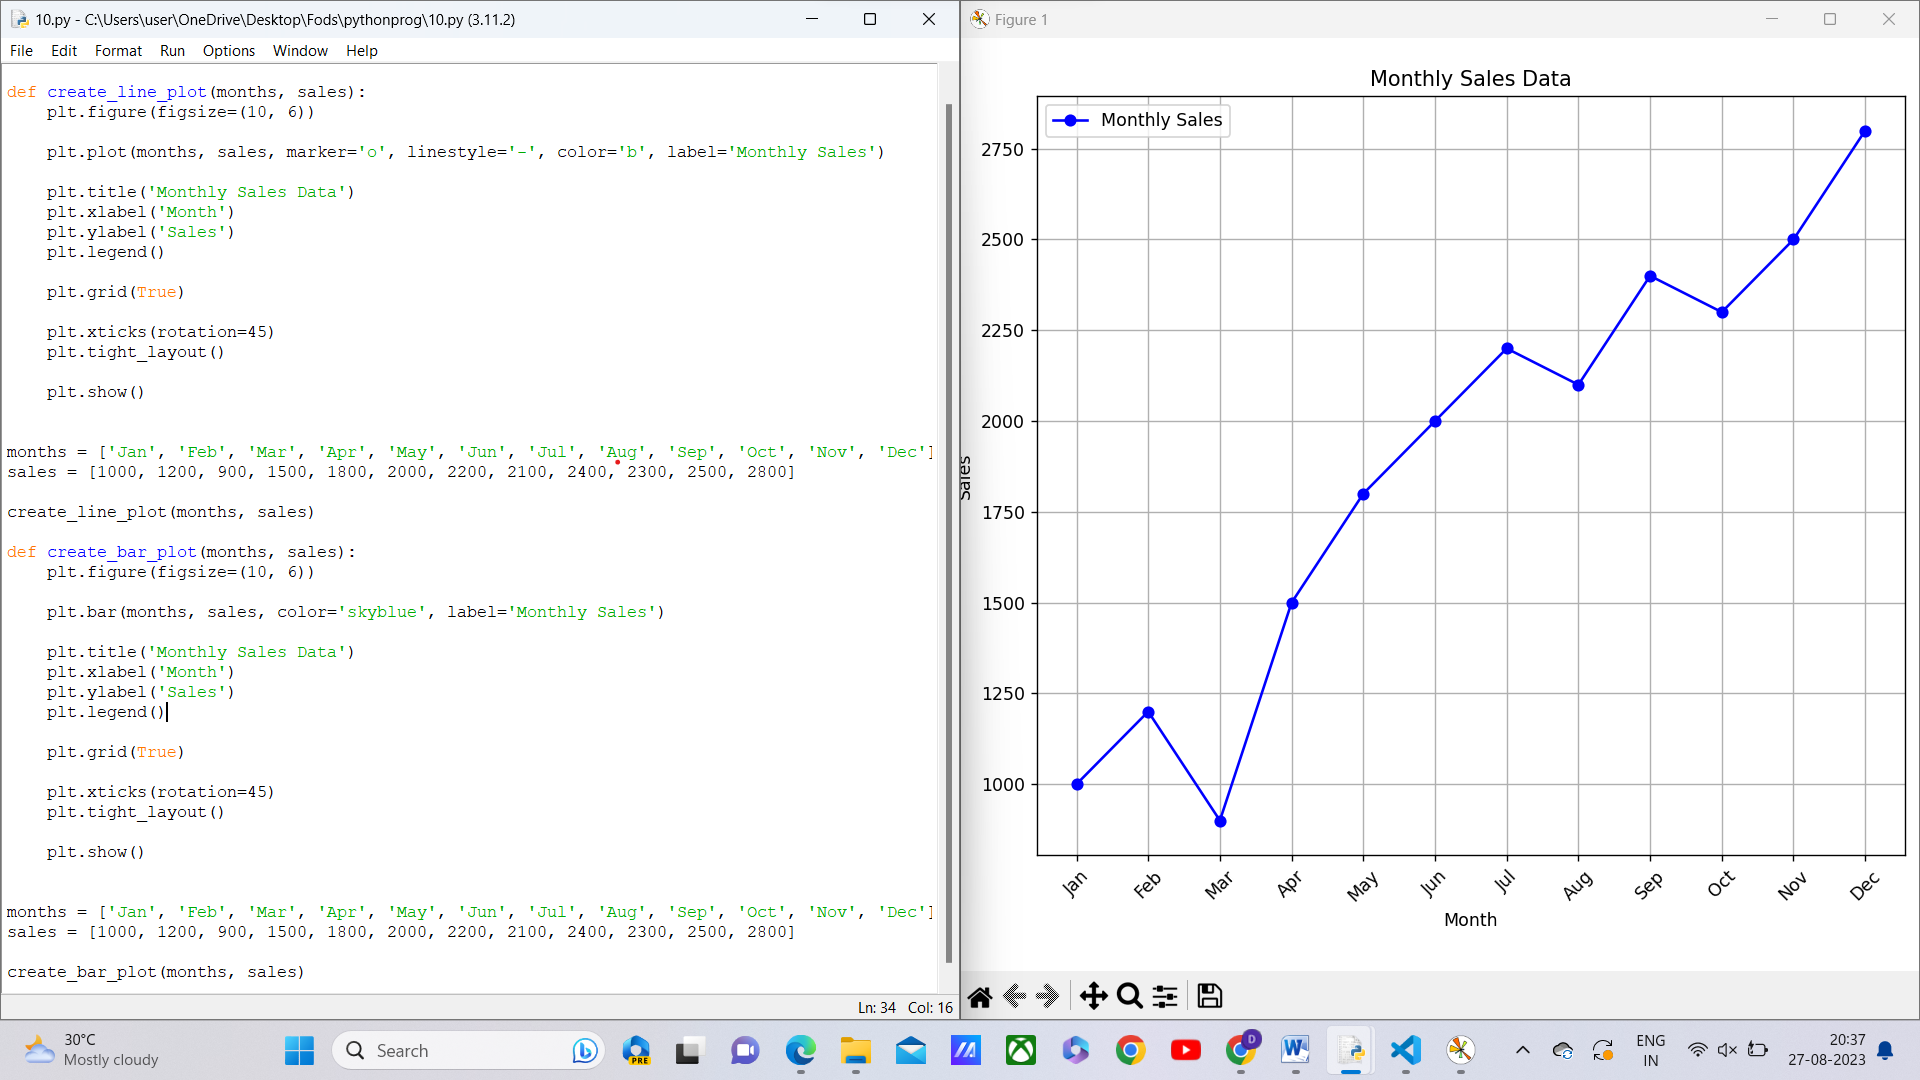 10.py - C:\Users\user\OneDrive\Desktop\Fods\pythonprog\10.py (3.11.2)
File Edit Format Run Options Window Help
def create_line_plot(months, sales):
    plt.figure(figsize=(10, 6))
    plt.plot(months, sales, marker='o', linestyle='-', color='b', label='Monthly Sales')
    plt.title('Monthly Sales Data')
    plt.xlabel('Month')
    plt.ylabel('Sales')
    plt.legend()
    plt.grid(True)
    plt.xticks(rotation=45)
    plt.tight_layout()
    plt.show()
months = ['Jan', 'Feb', 'Mar', 'Apr', 'May', 'Jun', 'Jul', 'Aug', 'Sep', 'Oct', 'Nov', 'Dec']
sales = [1000, 1200, 900, 1500, 1800, 2000, 2200, 2100, 2400, 2300, 2500, 2800]
create_line_plot(months, sales)
def create_bar_plot(months, sales):
    plt.figure(figsize=(10, 6))
    plt.bar(months, sales, color='skyblue', label='Monthly Sales')
    plt.title('Monthly Sales Data')
    plt.xlabel('Month')
    plt.ylabel('Sales')
    plt.legend()
    plt.grid(True)
    plt.xticks(rotation=45)
    plt.tight_layout()
    plt.show()
months = ['Jan', 'Feb', 'Mar', 'Apr', 'May', 'Jun', 'Jul', 'Aug', 'Sep', 'Oct', 'Nov', 'Dec']
sales = [1000, 1200, 900, 1500, 1800, 2000, 2200, 2100, 2400, 2300, 2500, 2800]
create_bar_plot(months, sales)
Ln: 34 Col: 16
Figure 1
Monthly Sales Data
Monthly Sales
2750
2500
2250
2000
1750
1500
1250
1000
Sales
Jan Feb Mar Apr May Jun Jul Aug Sep Oct Nov Dec
Month
30°C
Mostly cloudy
Search
PRE
D
ENG
IN
20:37
27-08-2023